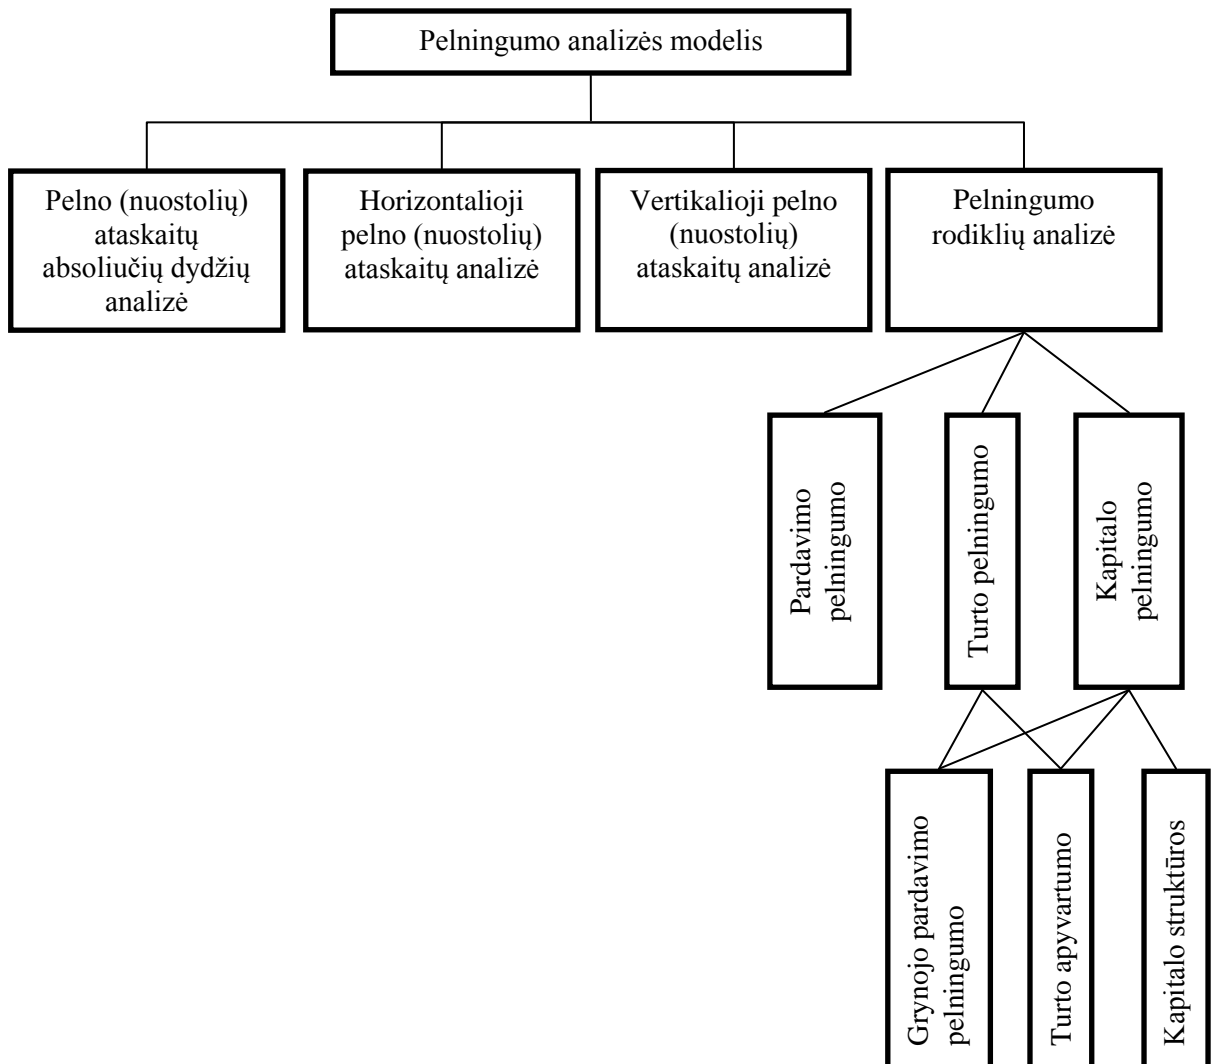 Pelningumo analizės modelis
Pelno (nuostolių)
ataskaitų
absoliučių dydžių
analizė
Horizontalioji
pelno (nuostolių)
ataskaitų analizė
Vertikalioji pelno
(nuostolių)
ataskaitų analizė
Pelningumo
rodiklių analizė
Pardavimo
pelningumo
Turto pelningumo
Kapitalo
pelningumo
Grynojo pardavimo
pelningumo
Turto apyvartumo
Kapitalo struktūros